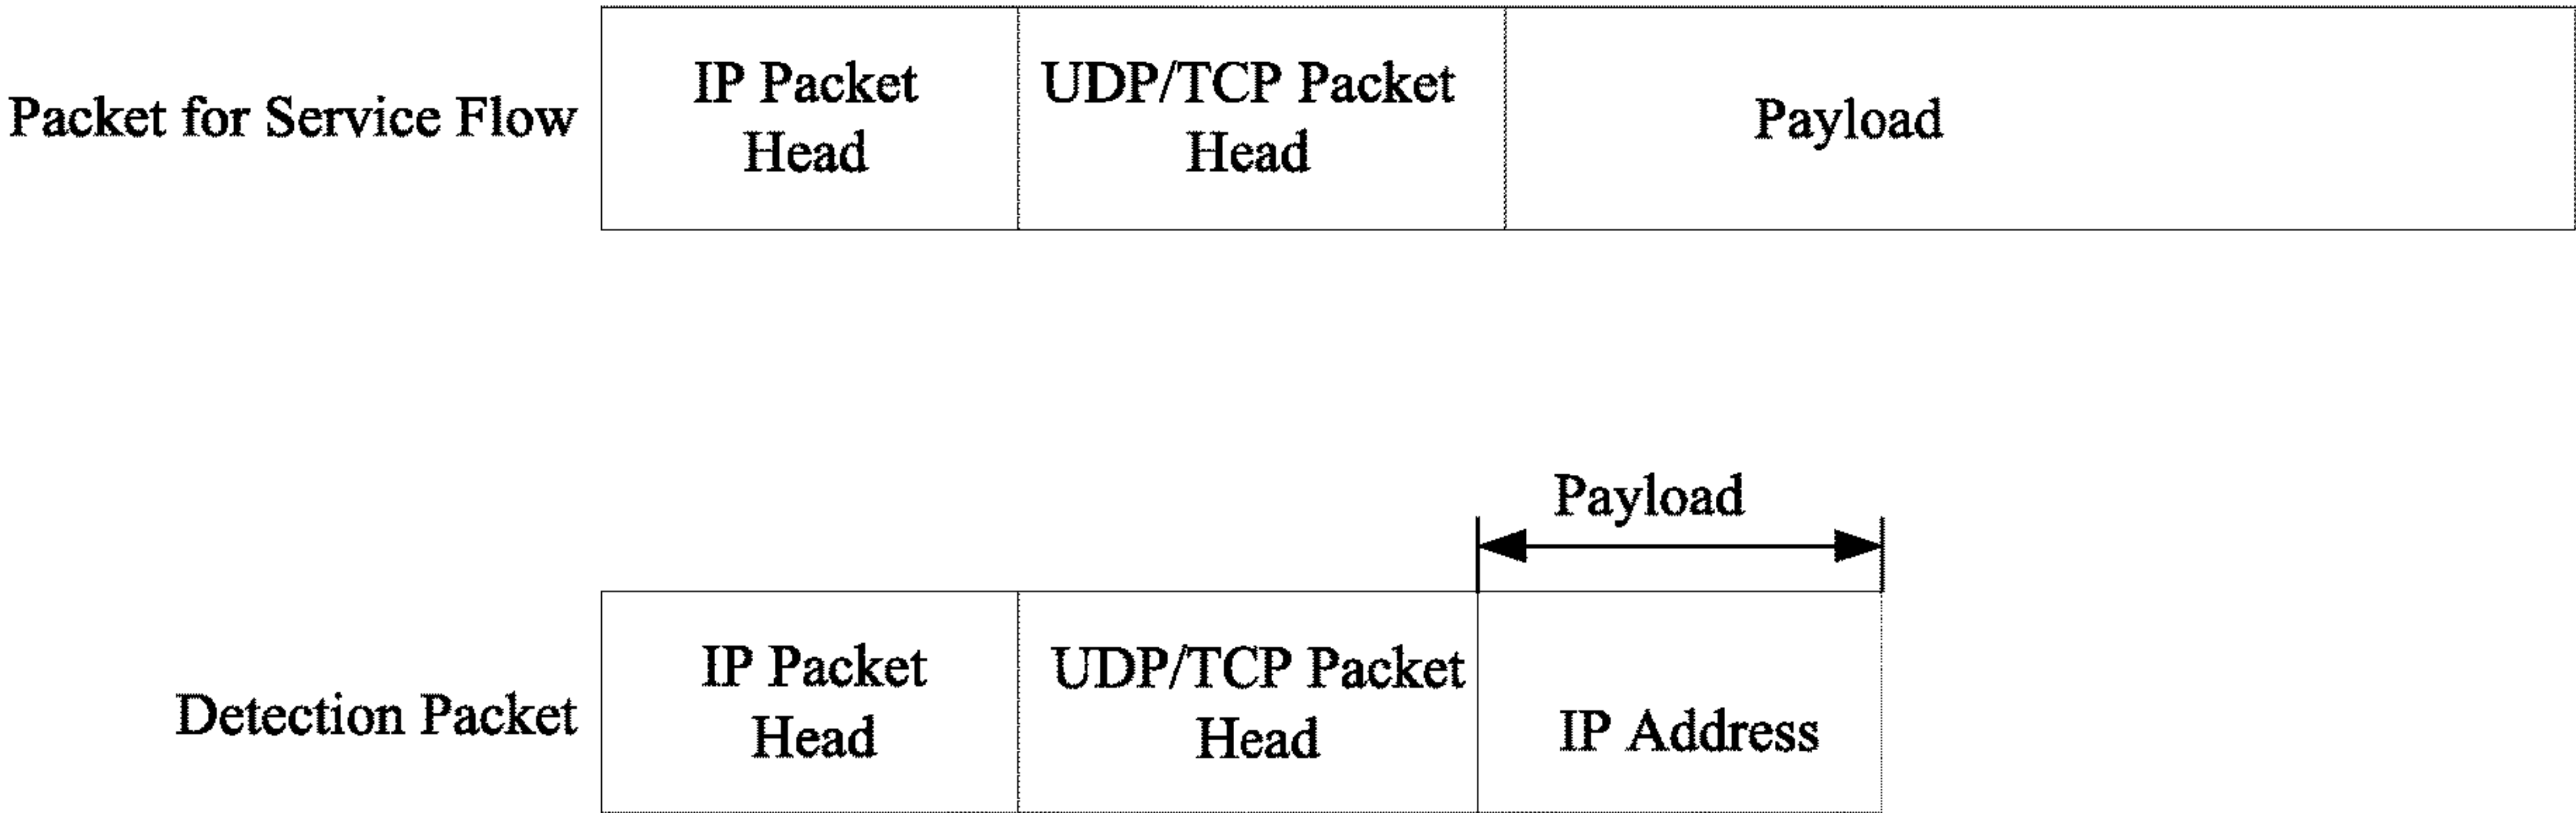 Packet for Service Flow
IP Packet
Head
UDP/TCP Packet
Head
Payload
Payload
Detection Packet
IP Packet
Head
UDP/TCP Packet
Head
IP Address